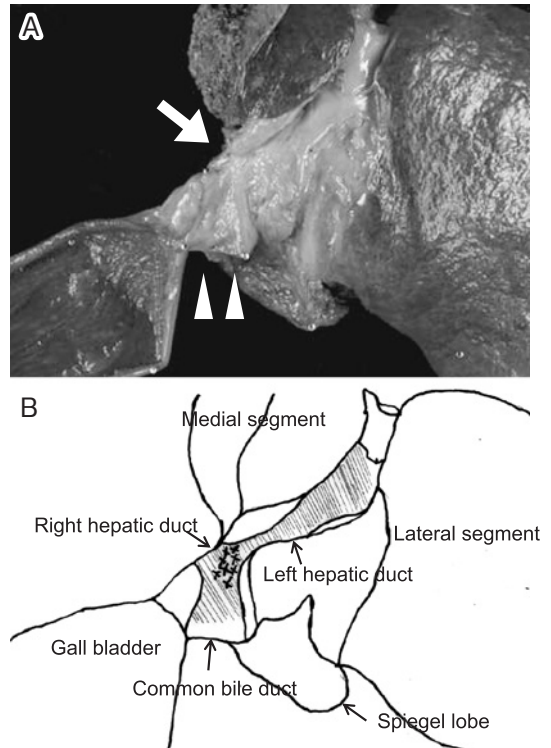 A
B
Medial segment
Right hepatic duct
Lateral segment
Left hepatic duct
Gall bladder
Common bile duct
Spiegel lobe